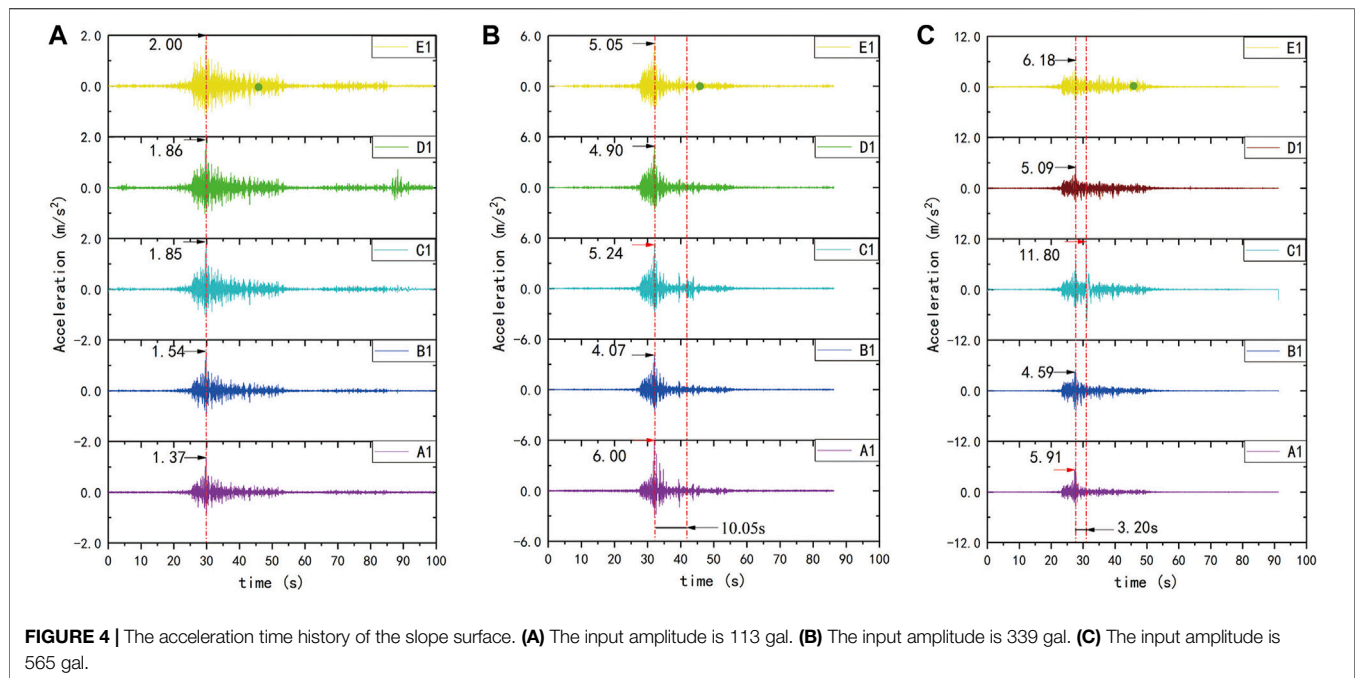 A
Acceleration (m/s²)
2.0
0.0
2.0
0.0
2.0
0.0
-2.0
0.0
-2.0
0.0
-2.0
2.00
E1
1.86
D1
1.85
C1
1.54
B1
1.37
A1
0 10 20 30 40 50 60 70 80 90 100
time (s)
B
Acceleration (m/s²)
6.0
0.0
6.0
0.0
6.0
0.0
-6.0
0.0
-6.0
0.0
-6.0
5.05
E1
4.90
D1
5.24
C1
4.07
B1
6.00
A1
10.05s
0 10 20 30 40 50 60 70 80 90 100
time (s)
C
Acceleration (m/s²)
12.0
0.0
12.0
0.0
12.0
0.0
-12.0
0.0
-12.0
0.0
-12.0
6.18
E1
5.09
D1
11.80
C1
4.59
B1
5.91
A1
3.20s
0 10 20 30 40 50 60 70 80 90 100
time (s)
FIGURE 4 | The acceleration time history of the slope surface. (A) The input amplitude is 113 gal. (B) The input amplitude is 339 gal. (C) The input amplitude is
565 gal.